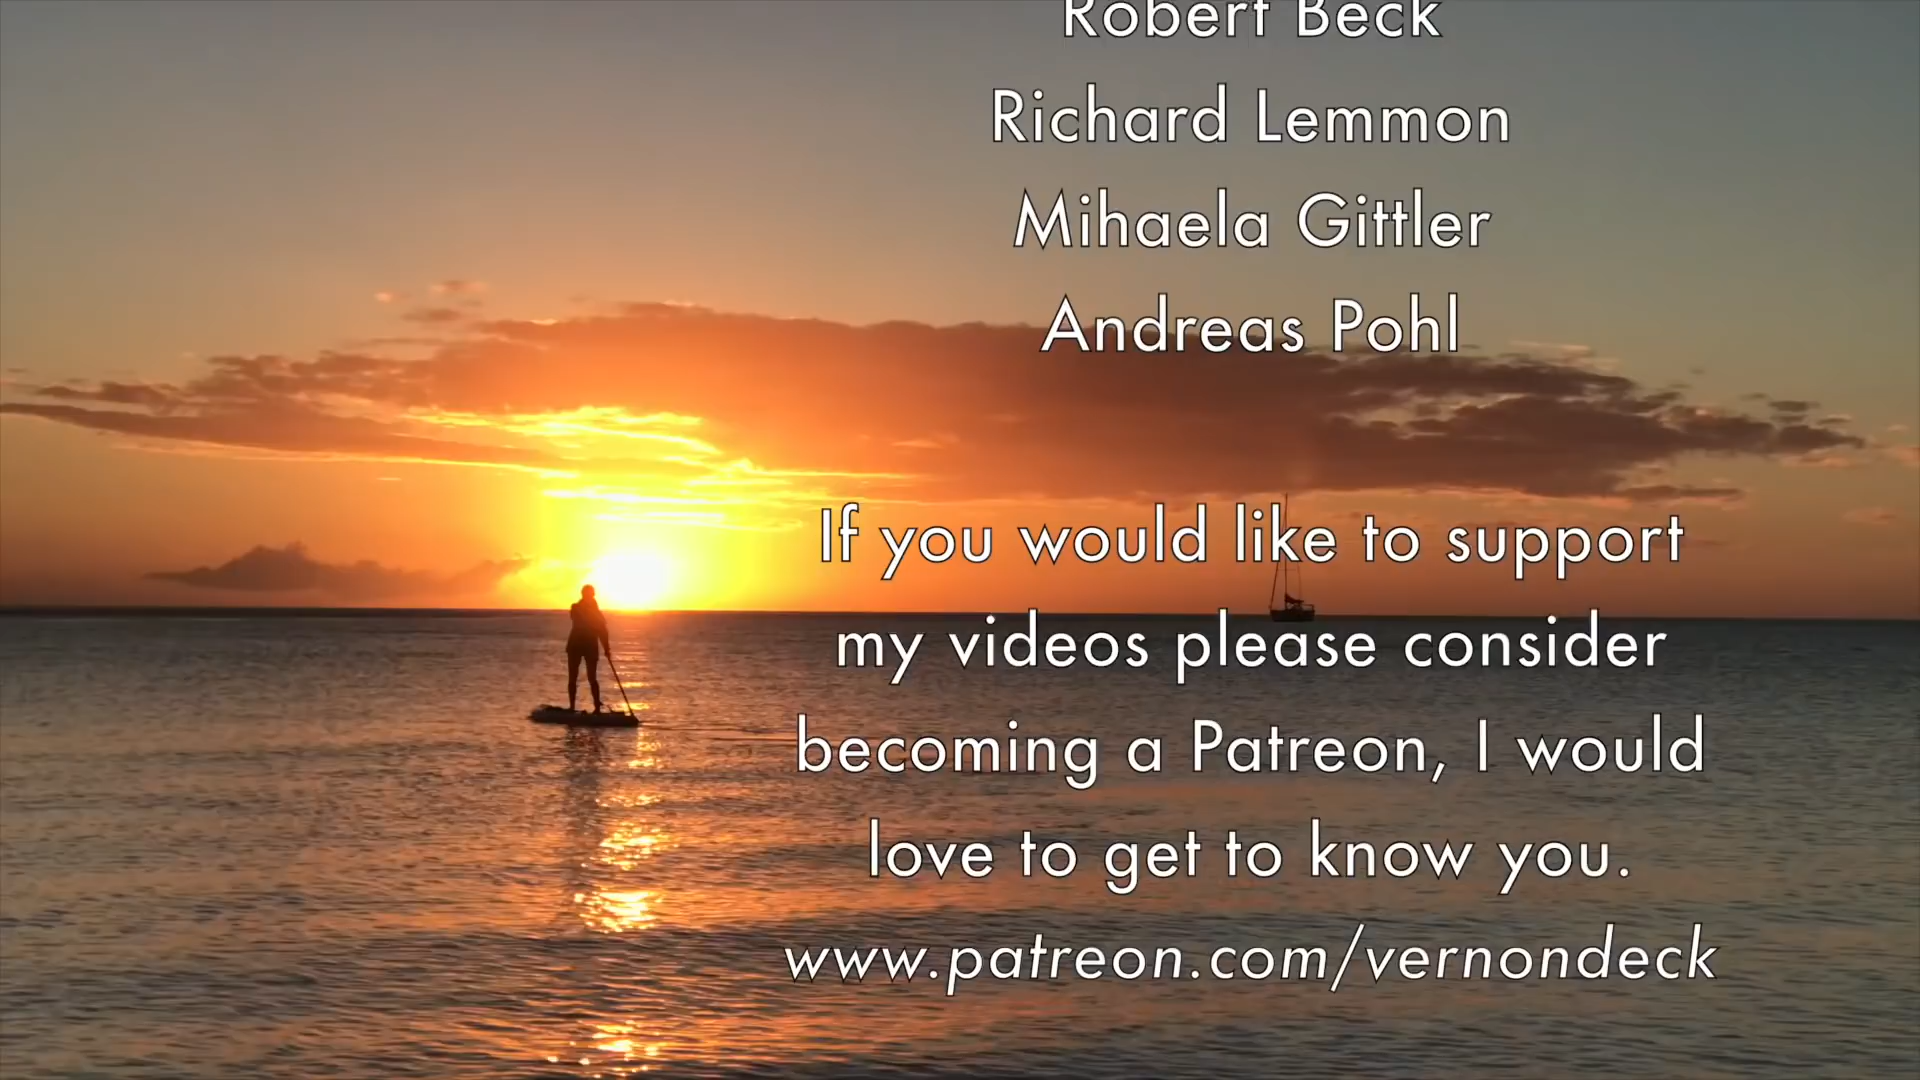 Robert Beck
Richard Lemmon
Mihaela Gittler
Andreas Pohl
If you would like to support
my videos please consider
becoming a Patreon, I would
love to get to know you.
www.patreon.com/vernondeck